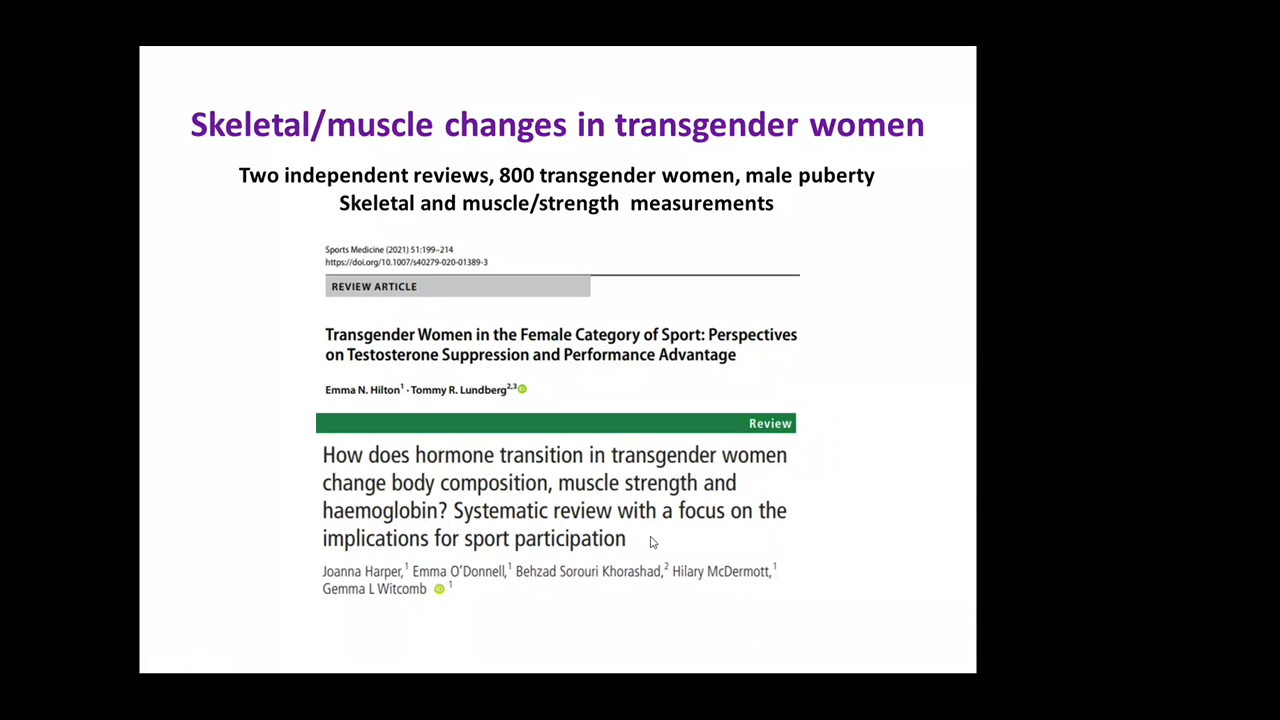 Skeletal/muscle changes in transgender women
Two independent reviews, 800 transgender women, male puberty
Skeletal and muscle/strength measurements
Sports Medicine (2021) 51:199–214
https://doi.org/10.1007/s40279-020-01389-3
REVIEW ARTICLE
Transgender Women in the Female Category of Sport: Perspectives
on Testosterone Suppression and Performance Advantage
Emma N. Hilton1 · Tommy R. Lundberg2,3
Review
How does hormone transition in transgender women
change body composition, muscle strength and
haemoglobin? Systematic review with a focus on the
implications for sport participation
Joanna Harper,1 Emma O'Donnell,1 Behzad Sorouri Khorashad,2 Hilary McDermott,1
Gemma L Witcomb 1